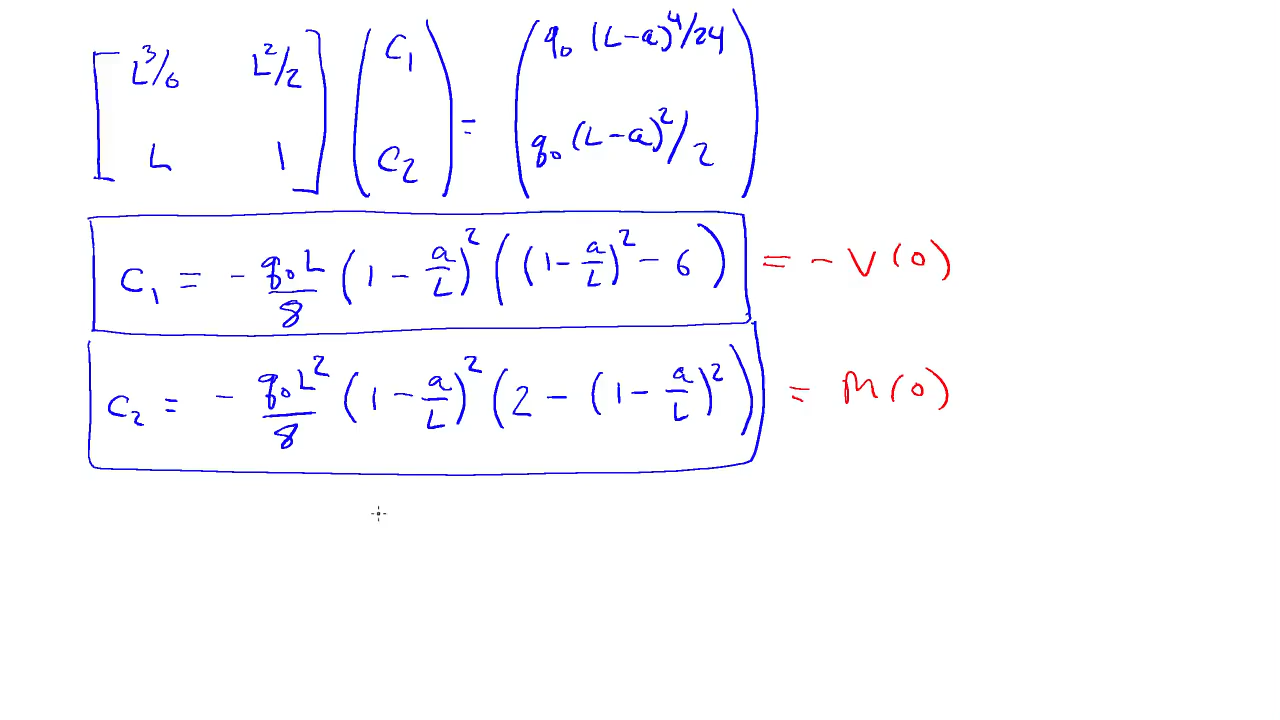 [ L³/6 L²/2 ; L 1 ] ( C₁ ; C₂ ) = ( q₀ (L-a)⁴/24 ; q₀ (L-a)²/2 )
C₁ = - q₀L/8 (1 - a/L)² ((1 - a/L)² - 6) = - V(0)
C₂ = - q₀L²/8 (1 - a/L)² (2 - (1 - a/L)²) = M(0)